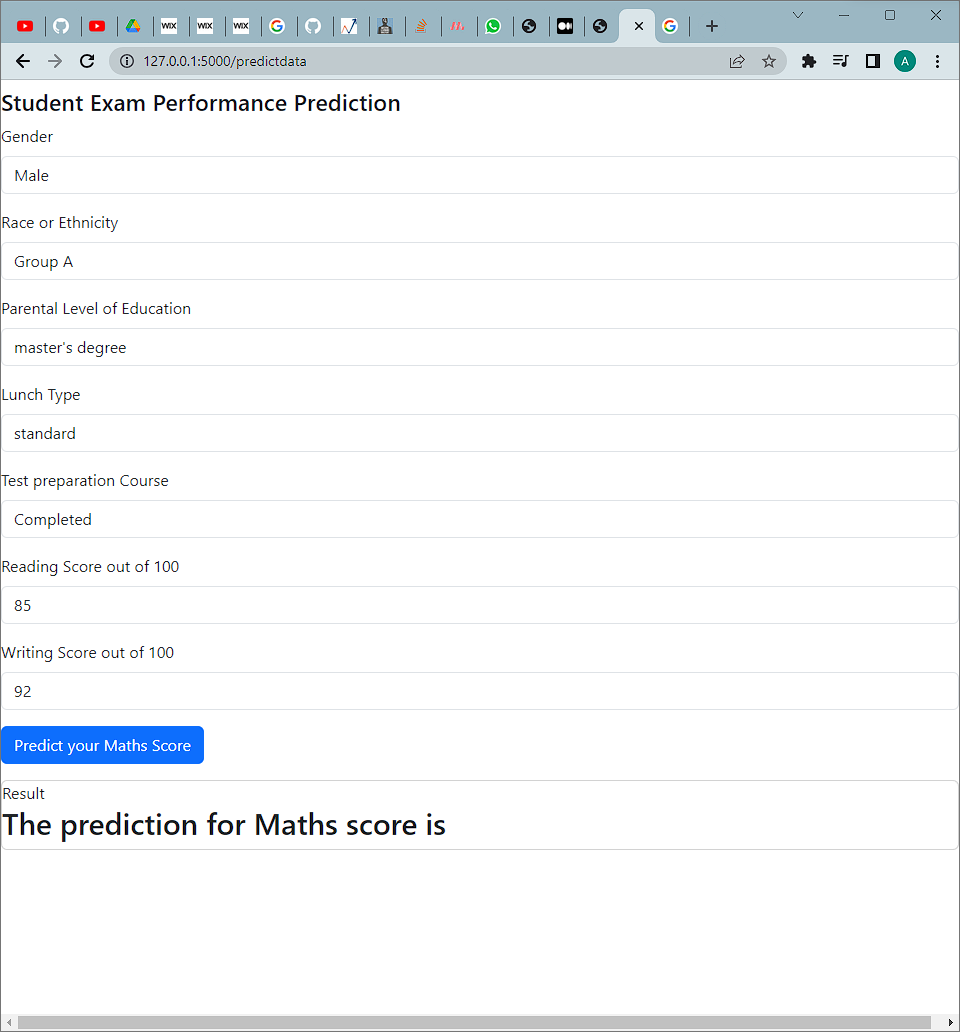 WIX WIX WIX
127.0.0.1:5000/predictdata
A
Student Exam Performance Prediction
Gender
Male
Race or Ethnicity
Group A
Parental Level of Education
master's degree
Lunch Type
standard
Test preparation Course
Completed
Reading Score out of 100
85
Writing Score out of 100
92
Predict your Maths Score
Result
The prediction for Maths score is